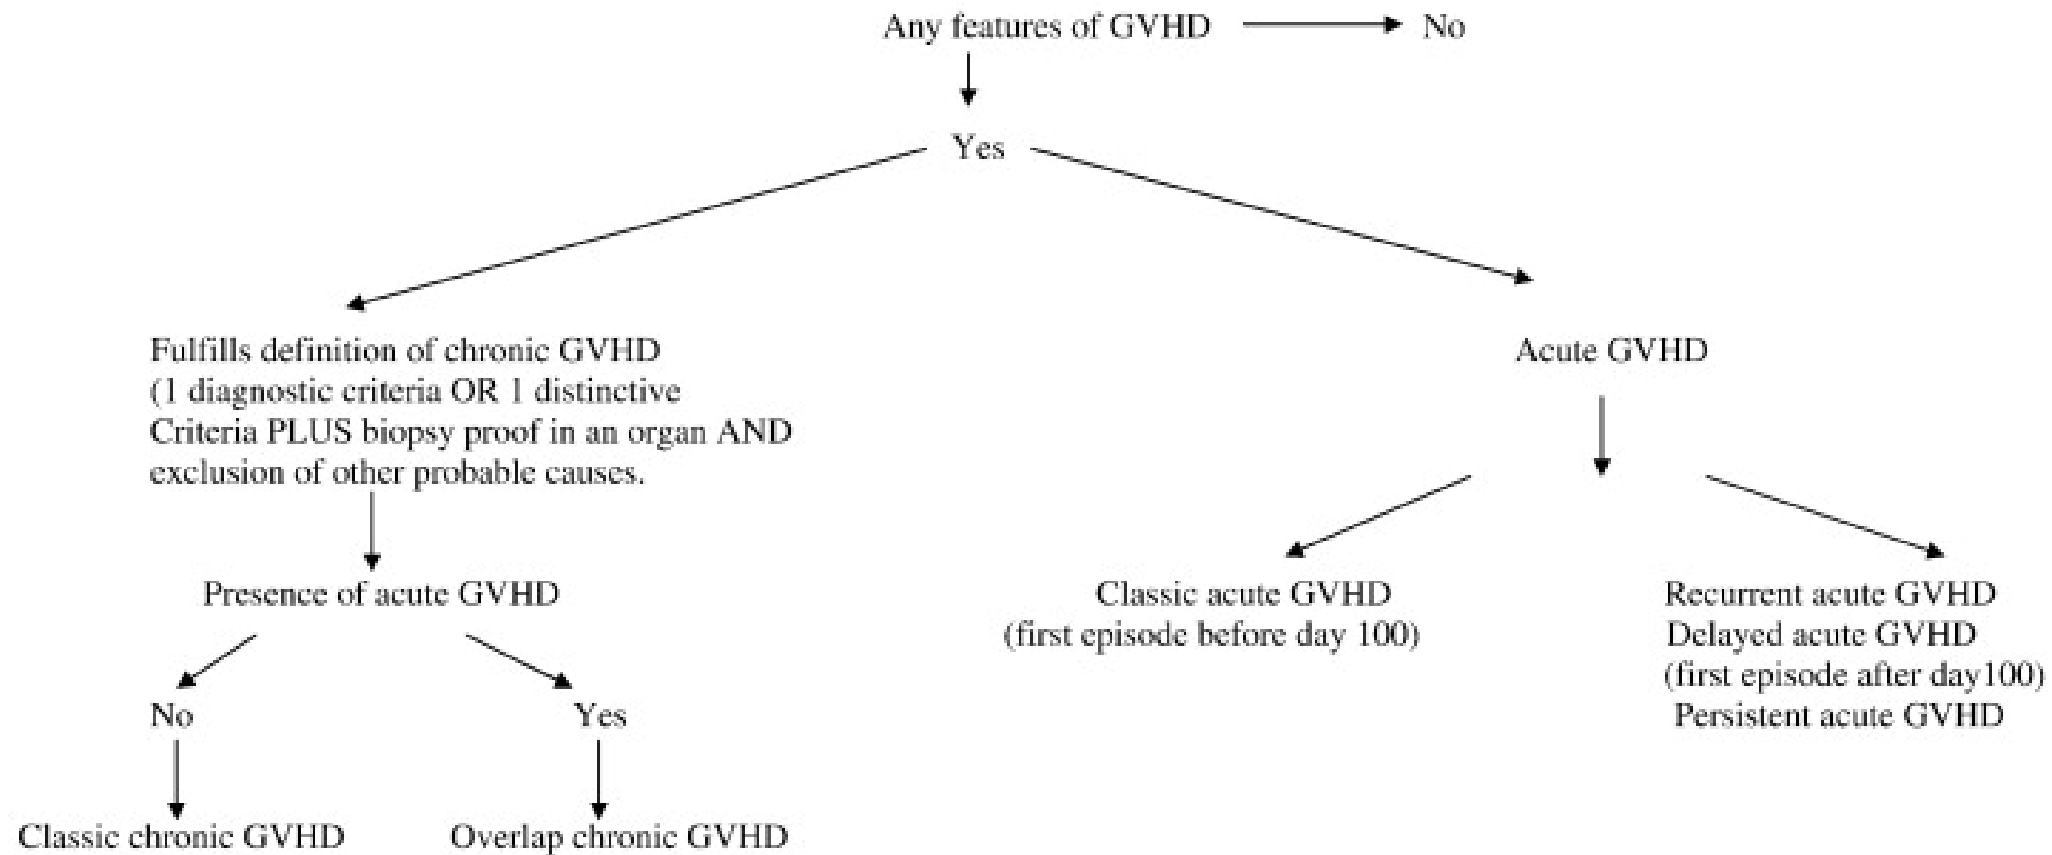 Any features of GVHD
No
Yes
Fulfills definition of chronic GVHD
(1 diagnostic criteria OR 1 distinctive
Criteria PLUS biopsy proof in an organ AND
exclusion of other probable causes.
Presence of acute GVHD
No
Yes
Classic chronic GVHD
Overlap chronic GVHD
Acute GVHD
Classic acute GVHD
(first episode before day 100)
Recurrent acute GVHD
Delayed acute GVHD
(first episode after day100)
Persistent acute GVHD